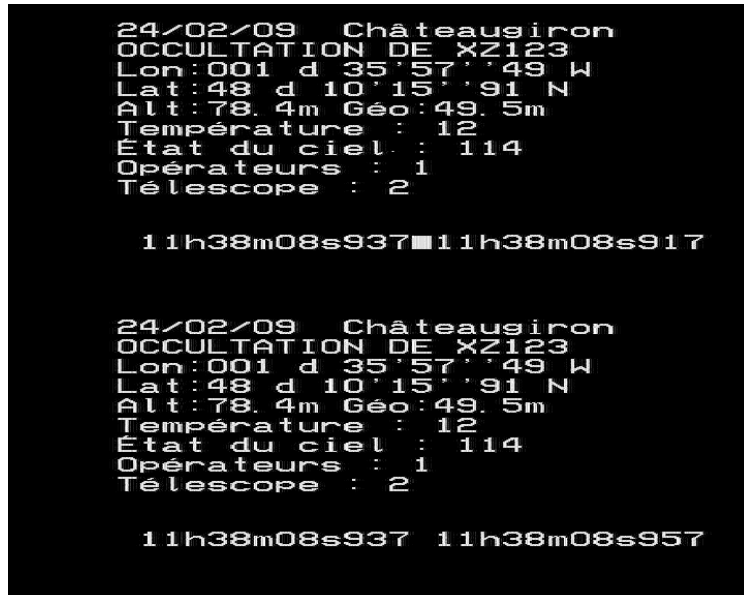 24/02/09 Châteaugiron
OCCULTATION DE XZ123
Lon:001 d 35'57''49 W
Lat:48 d 10'15''91 N
Alt:78.4m Géo:49.5m
Température : 12
État du ciel : 114
Opérateurs : 1
Télescope : 2
11h38m08s937 11h38m08s917
24/02/09 Châteaugiron
OCCULTATION DE XZ123
Lon:001 d 35'57''49 W
Lat:48 d 10'15''91 N
Alt:78.4m Géo:49.5m
Température : 12
État du ciel : 114
Opérateurs : 1
Télescope : 2
11h38m08s937 11h38m08s957